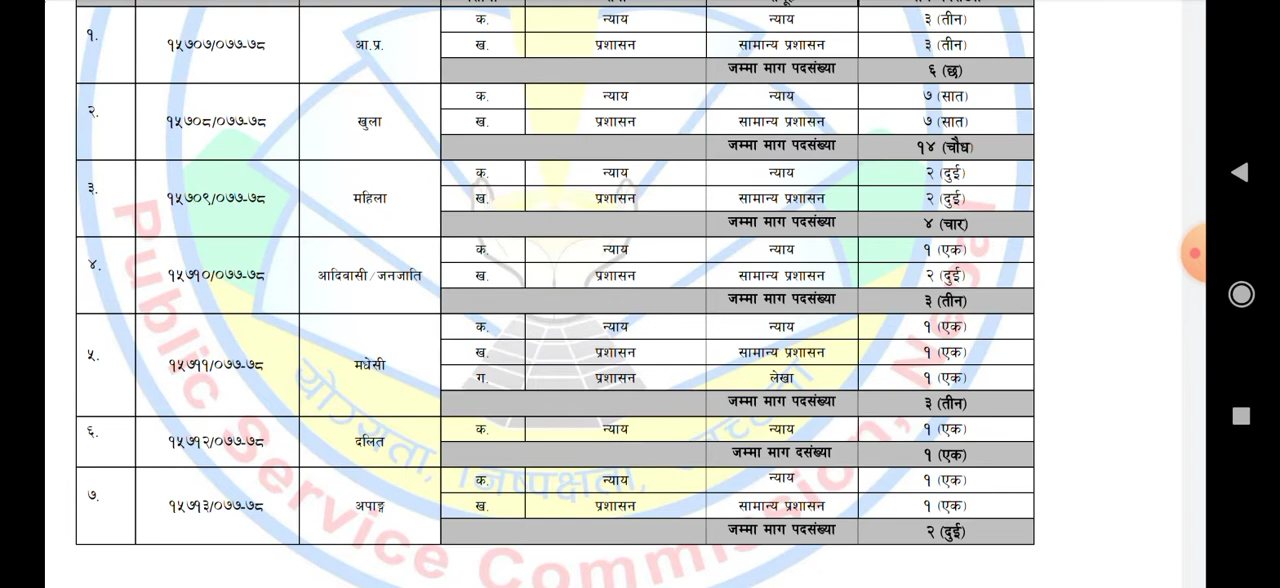 १. १५७०७/०७७-७८ आ.प्र. क. न्याय न्याय ३ (तीन)
ख. प्रशासन सामान्य प्रशासन ३ (तीन)
जम्मा माग पदसंख्या ६ (छ)
२. १५७०८/०७७-७८ खुला क. न्याय न्याय ७ (सात)
ख. प्रशासन सामान्य प्रशासन ७ (सात)
जम्मा माग पदसंख्या १४ (चौध)
३. १५७०९/०७७-७८ महिला क. न्याय न्याय २ (दुई)
ख. प्रशासन सामान्य प्रशासन २ (दुई)
जम्मा माग पदसंख्या ४ (चार)
४. १५७१०/०७७-७८ आदिवासी/जनजाति क. न्याय न्याय १ (एक)
ख. प्रशासन सामान्य प्रशासन २ (दुई)
जम्मा माग पदसंख्या ३ (तीन)
५. १५७११/०७७-७८ मधेसी क. न्याय न्याय १ (एक)
ख. प्रशासन सामान्य प्रशासन १ (एक)
ग. प्रशासन लेखा १ (एक)
जम्मा माग पदसंख्या ३ (तीन)
६. १५७१२/०७७-७८ दलित क. न्याय न्याय १ (एक)
जम्मा माग दसंख्या १ (एक)
७. १५७१३/०७७-७८ अपाङ्ग क. न्याय न्याय १ (एक)
ख. प्रशासन सामान्य प्रशासन १ (एक)
जम्मा माग पदसंख्या २ (दुई)
योग्यता, निष्पक्षता,
Public Service Commission, Nepal